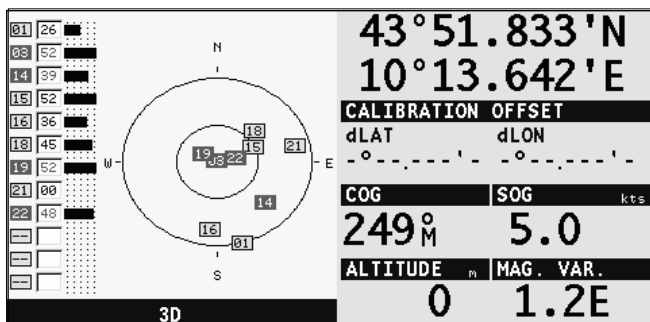 01 26
03 52
14 39
15 52
16 36
18 45
19 52
21 00
22 48
--
--
--
N
W
E
S
18
15
21
19
03
22
14
16
01
3D
43°51.833'N
10°13.642'E
CALIBRATION OFFSET
dLAT dLON
-°--.---'- -°--.---'-
COG SOG kts
249°M 5.0
ALTITUDE m MAG. VAR.
0 1.2E